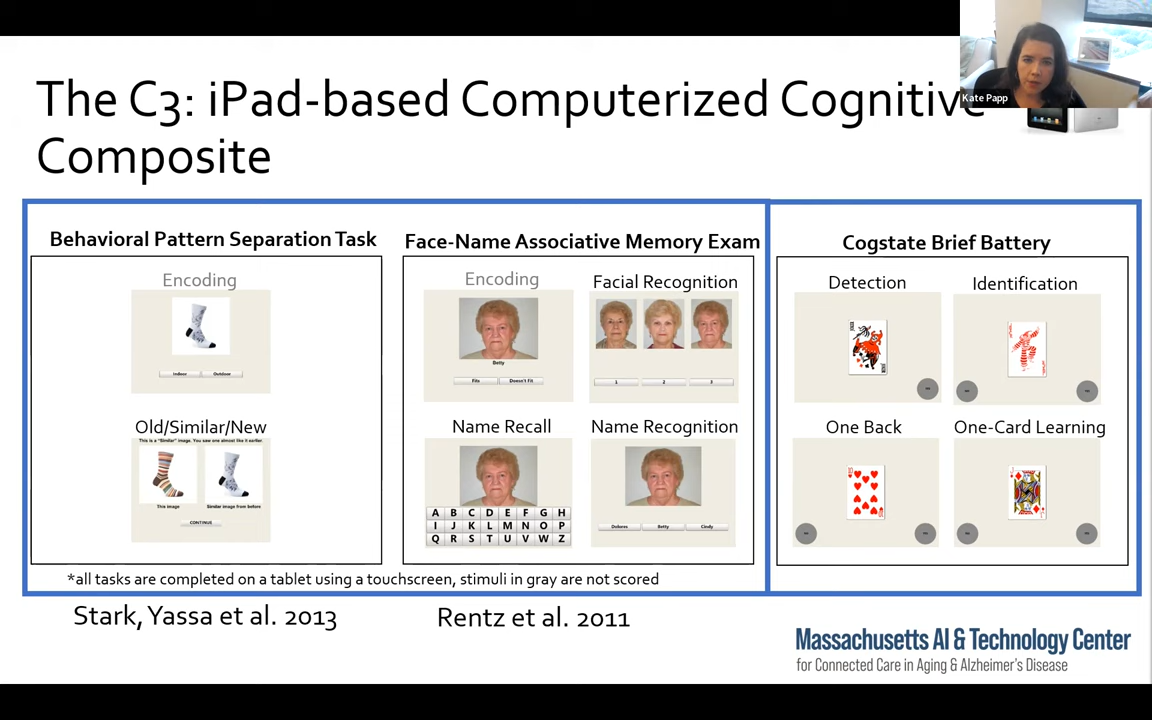 Kate Papp
The C3: iPad-based Computerized Cognitive
Composite
Behavioral Pattern Separation Task
Encoding
Indoor Outdoor
Old/Similar/New
This is a "Similar" image. You saw one almost like it earlier
This image Similar image from before
CONTINUE
Face-Name Associative Memory Exam
Encoding
Betty
Fits Doesn't Fit
Facial Recognition
1 2 3
Name Recall
A B C D E F G H
I J K L M N O P
Q R S T U V W Z
Name Recognition
Dolores Betty Cindy
Cogstate Brief Battery
Detection
Identification
One Back
One-Card Learning
*all tasks are completed on a tablet using a touchscreen, stimuli in gray are not scored
Stark, Yassa et al. 2013
Rentz et al. 2011
Massachusetts AI & Technology Center
for Connected Care in Aging & Alzheimer's Disease